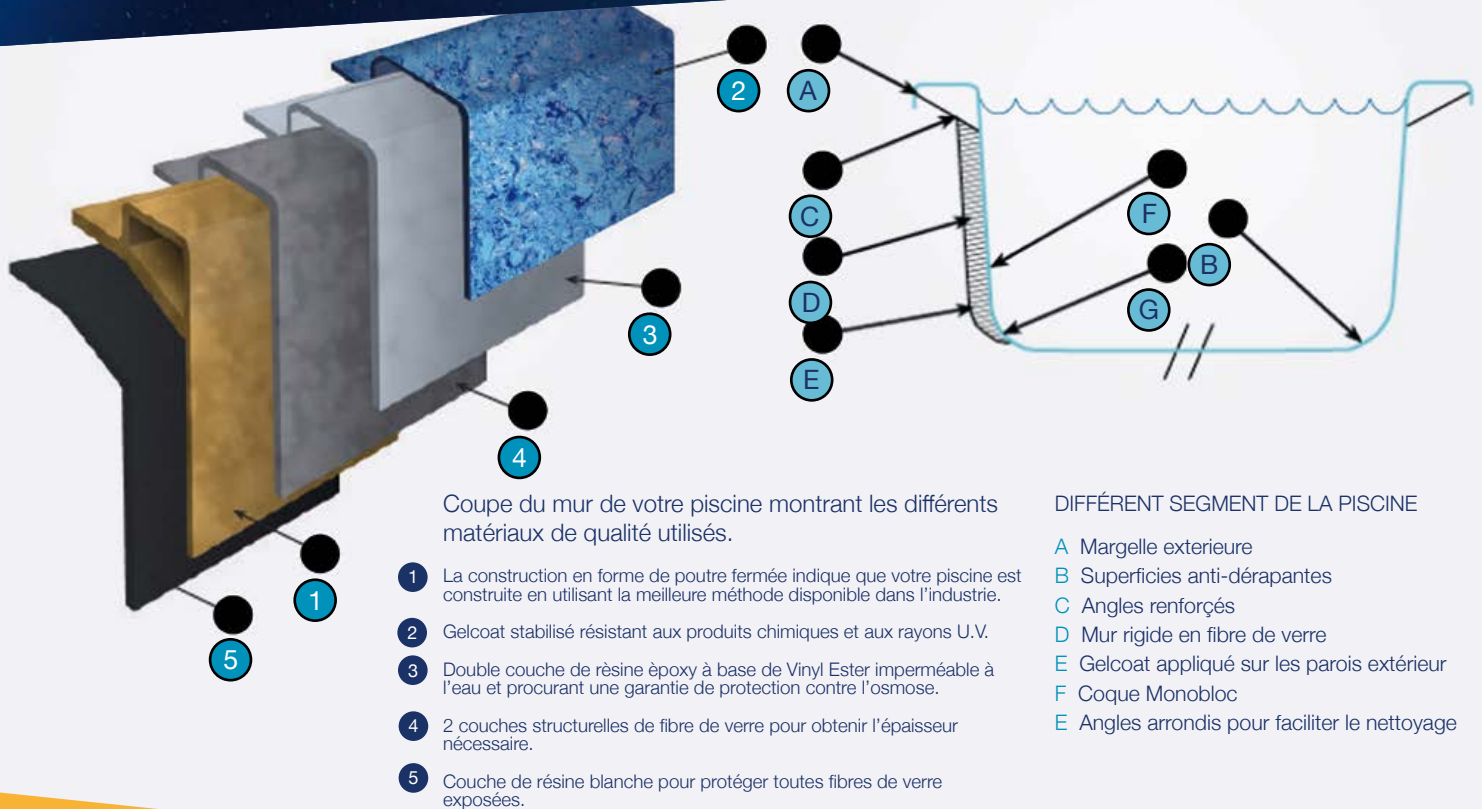 2
A
C
F
B
D
G
3
E
4
1
5
Coupe du mur de votre piscine montrant les différents
matériaux de qualité utilisés.
1 La construction en forme de poutre fermée indique que votre piscine est
construite en utilisant la meilleure méthode disponible dans l'industrie.
2 Gelcoat stabilisé résistant aux produits chimiques et aux rayons U.V.
3 Double couche de rèsine èpoxy à base de Vinyl Ester imperméable à
l'eau et procurant une garantie de protection contre l'osmose.
4 2 couches structurelles de fibre de verre pour obtenir l'épaisseur
nécessaire.
5 Couche de résine blanche pour protéger toutes fibres de verre
exposées.
DIFFÉRENT SEGMENT DE LA PISCINE
A Margelle exterieure
B Superficies anti-dérapantes
C Angles renforçés
D Mur rigide en fibre de verre
E Gelcoat appliqué sur les parois extérieur
F Coque Monobloc
E Angles arrondis pour faciliter le nettoyage